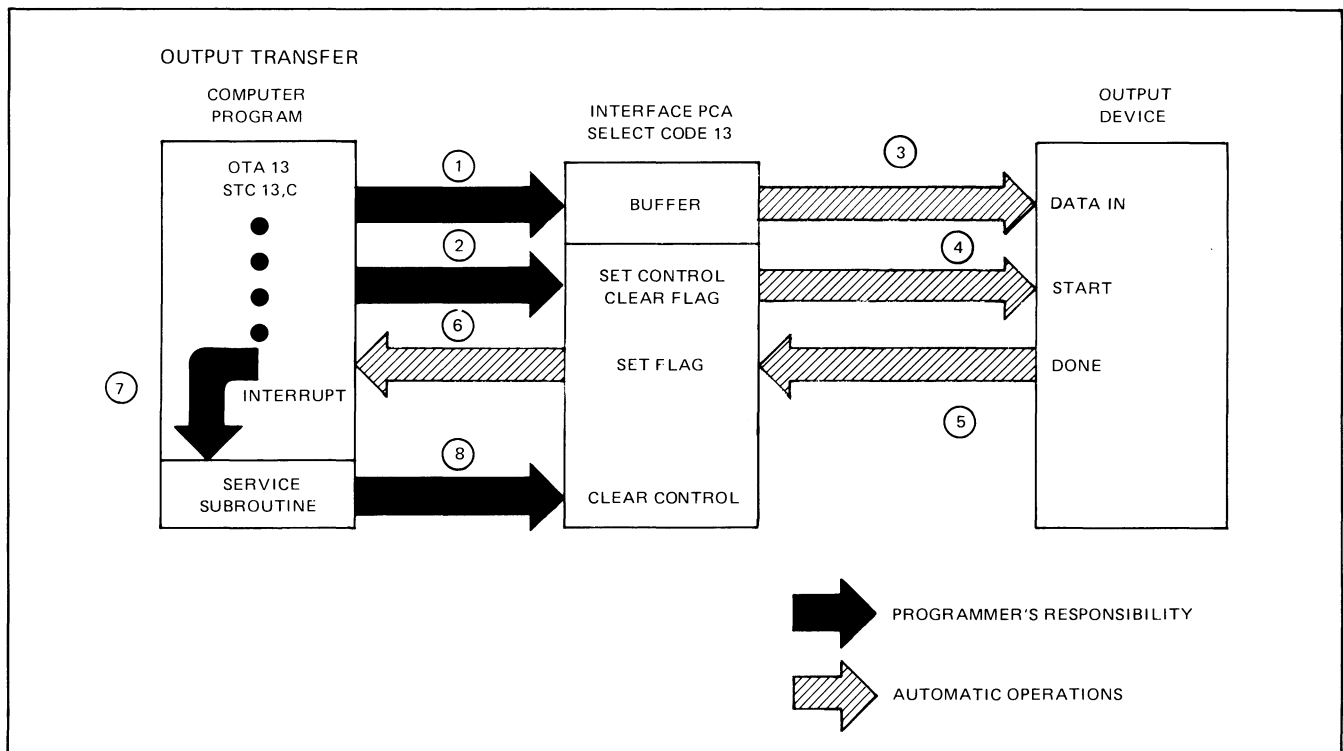 OUTPUT TRANSFER
COMPUTER
PROGRAM
INTERFACE PCA
SELECT CODE 13
OUTPUT
DEVICE
OTA 13
STC 13,C
1
BUFFER
3
DATA IN
2
SET CONTROL
CLEAR FLAG
4
START
6
SET FLAG
DONE
7
INTERRUPT
5
8
SERVICE
SUBROUTINE
CLEAR CONTROL
PROGRAMMER'S RESPONSIBILITY
AUTOMATIC OPERATIONS